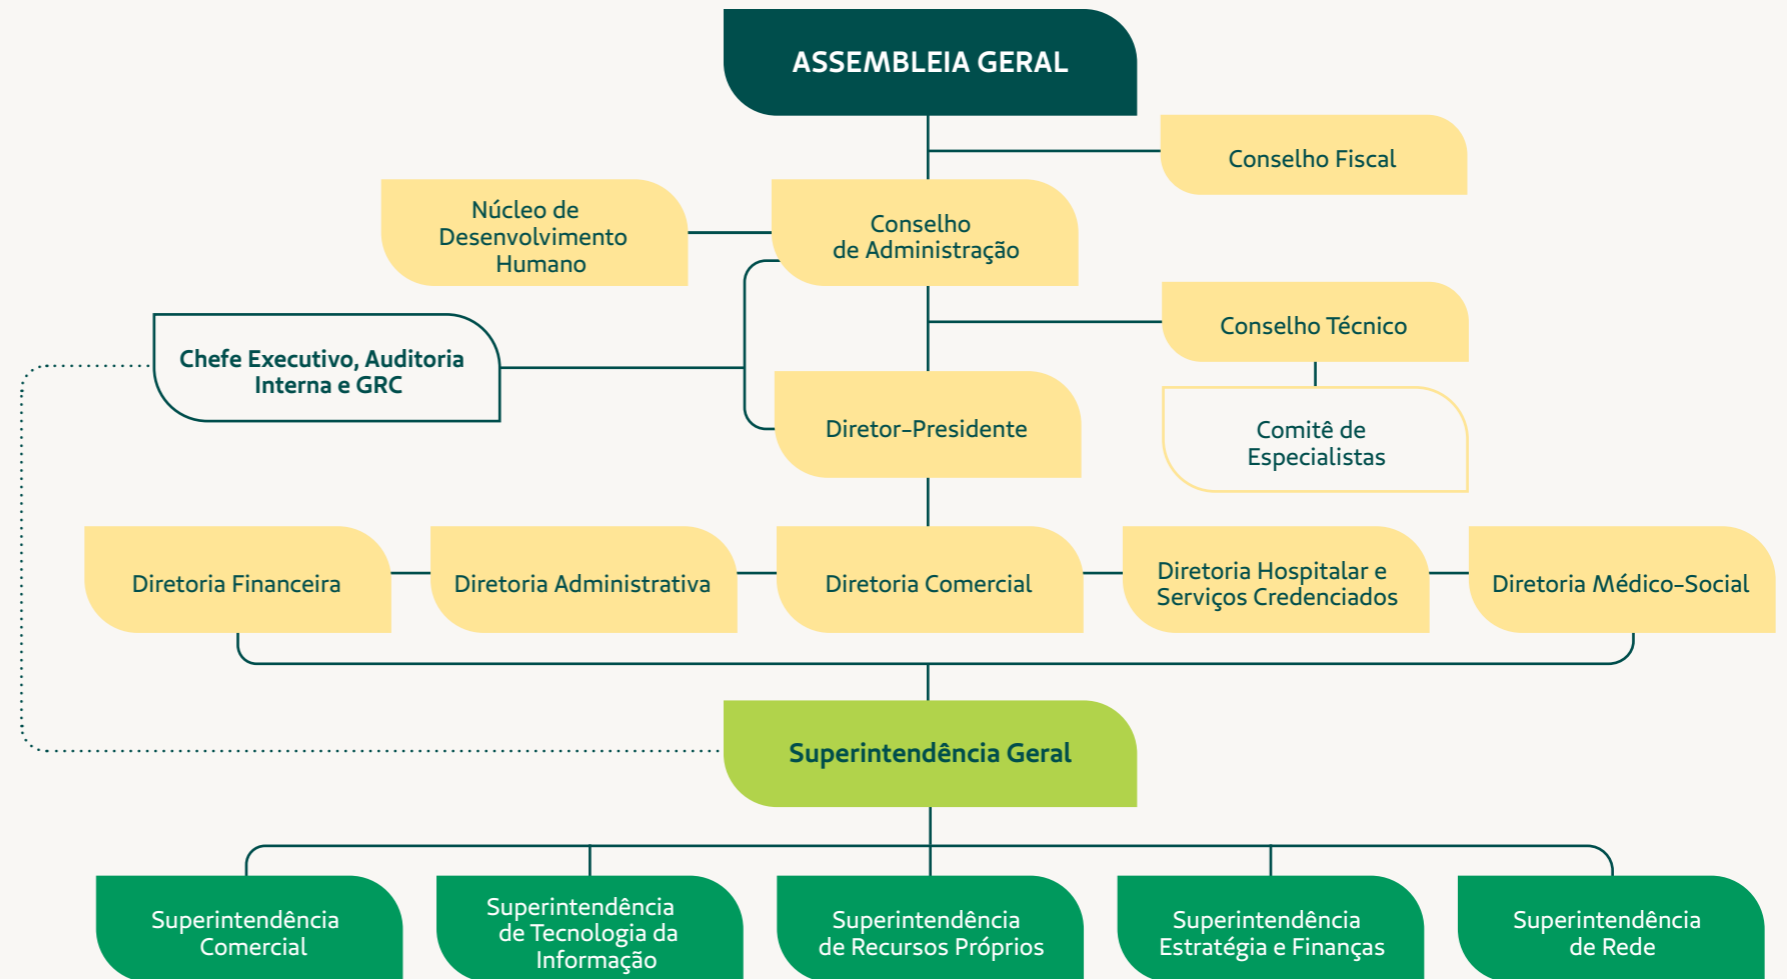 ASSEMBLEIA GERAL
Conselho Fiscal
Núcleo de
Desenvolvimento
Humano
Conselho
de Administração
Conselho Técnico
Chefe Executivo, Auditoria
Interna e GRC
Diretor-Presidente
Comitê de
Especialistas
Diretoria Financeira
Diretoria Administrativa
Diretoria Comercial
Diretoria Hospitalar e
Serviços Credenciados
Diretoria Médico-Social
Superintendência Geral
Superintendência
Comercial
Superintendência
de Tecnologia da
Informação
Superintendência
de Recursos Próprios
Superintendência
Estratégia e Finanças
Superintendência
de Rede